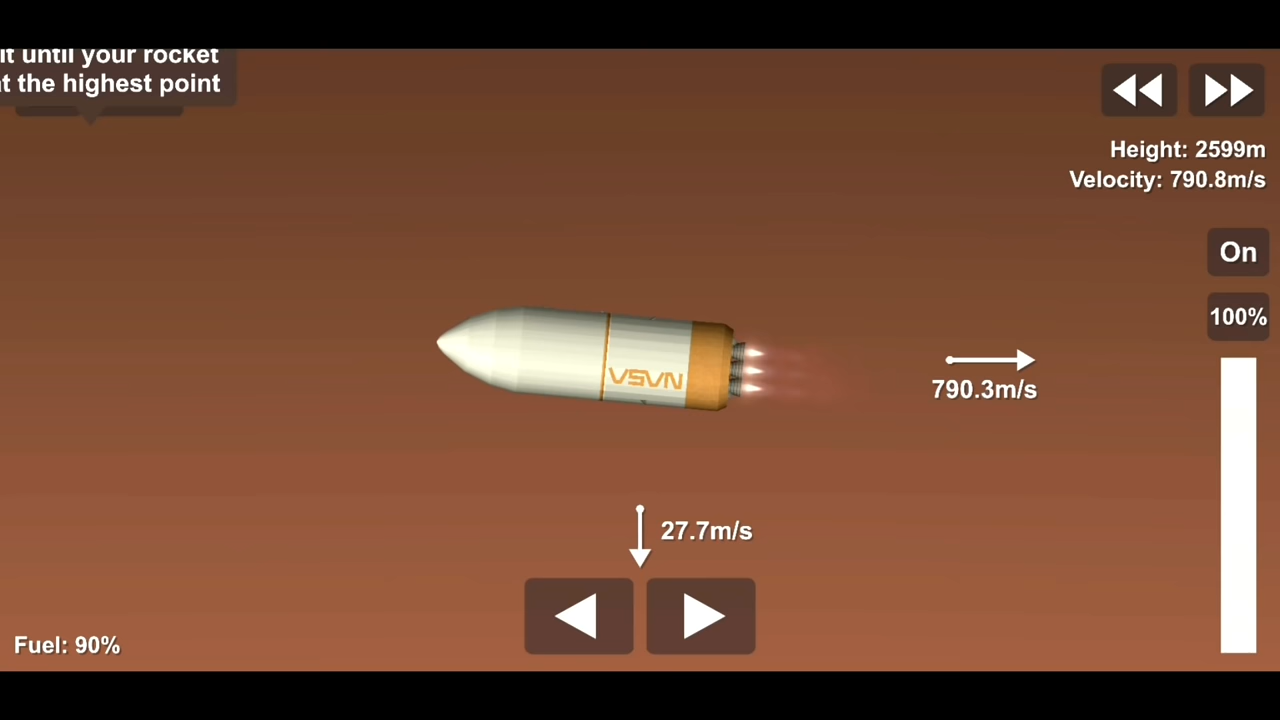 it until your rocket
at the highest point
Height: 2599m
Velocity: 790.8m/s
On
100%
VSVN
790.3m/s
27.7m/s
Fuel: 90%